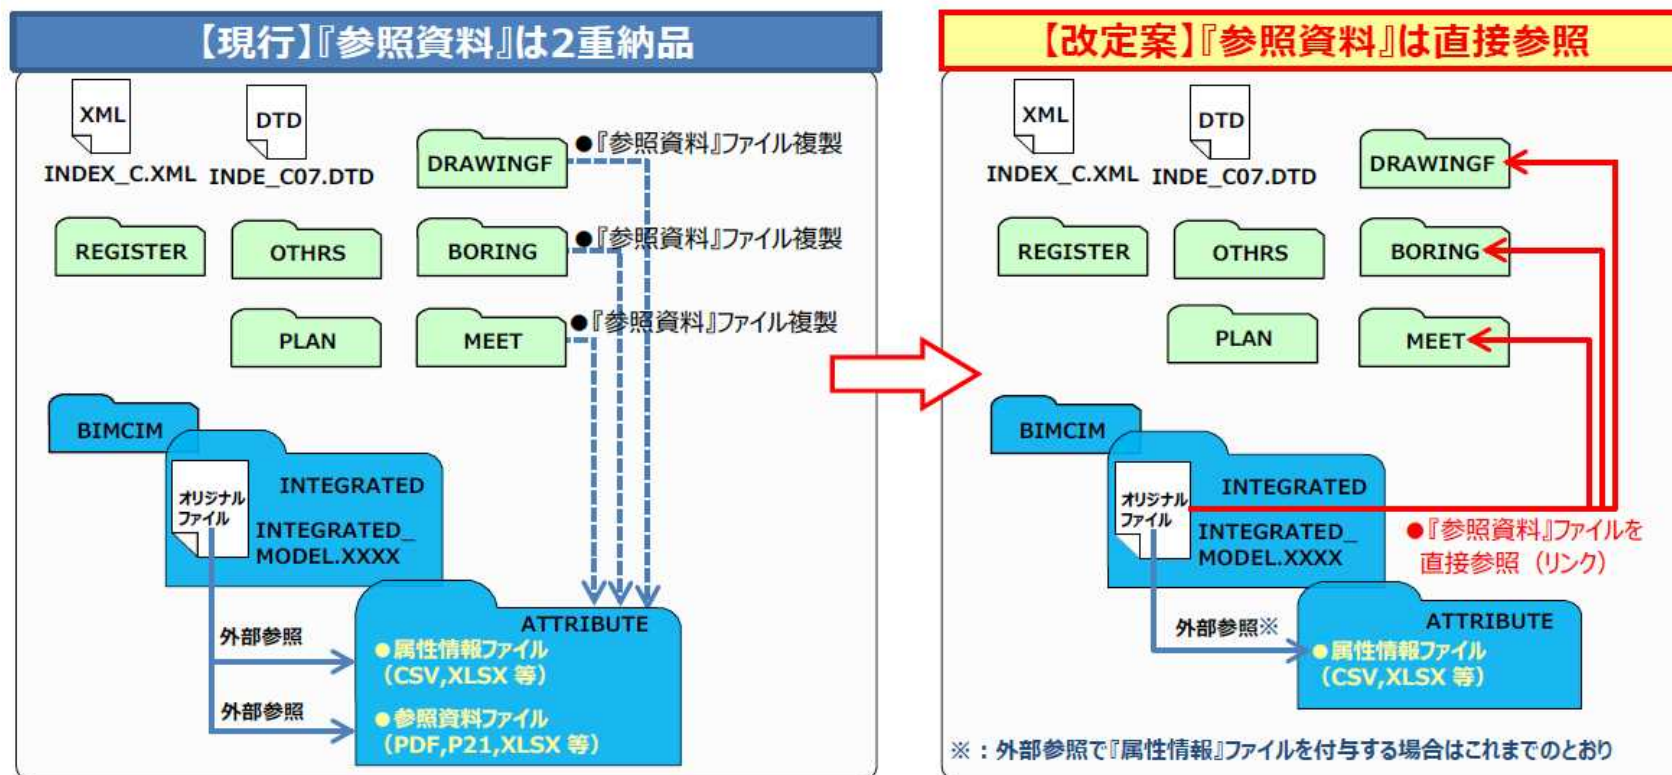 【現行】『参照資料』は2重納品
XML
DTD
INDEX_C.XML
INDE_C07.DTD
DRAWINGF
●『参照資料』ファイル複製
REGISTER
OTHRS
BORING
●『参照資料』ファイル複製
PLAN
MEET
●『参照資料』ファイル複製
BIMCIM
オリジナル
ファイル
INTEGRATED
INTEGRATED_
MODEL.XXXX
ATTRIBUTE
外部参照
●属性情報ファイル
(CSV,XLSX 等)
外部参照
●参照資料ファイル
(PDF,P21,XLSX 等)
【改定案】『参照資料』は直接参照
XML
DTD
INDEX_C.XML
INDE_C07.DTD
DRAWINGF
REGISTER
OTHRS
BORING
PLAN
MEET
BIMCIM
オリジナル
ファイル
INTEGRATED
INTEGRATED_
MODEL.XXXX
●『参照資料』ファイルを
直接参照（リンク）
ATTRIBUTE
外部参照※
●属性情報ファイル
(CSV,XLSX 等)
※：外部参照で『属性情報』ファイルを付与する場合はこれまでのとおり